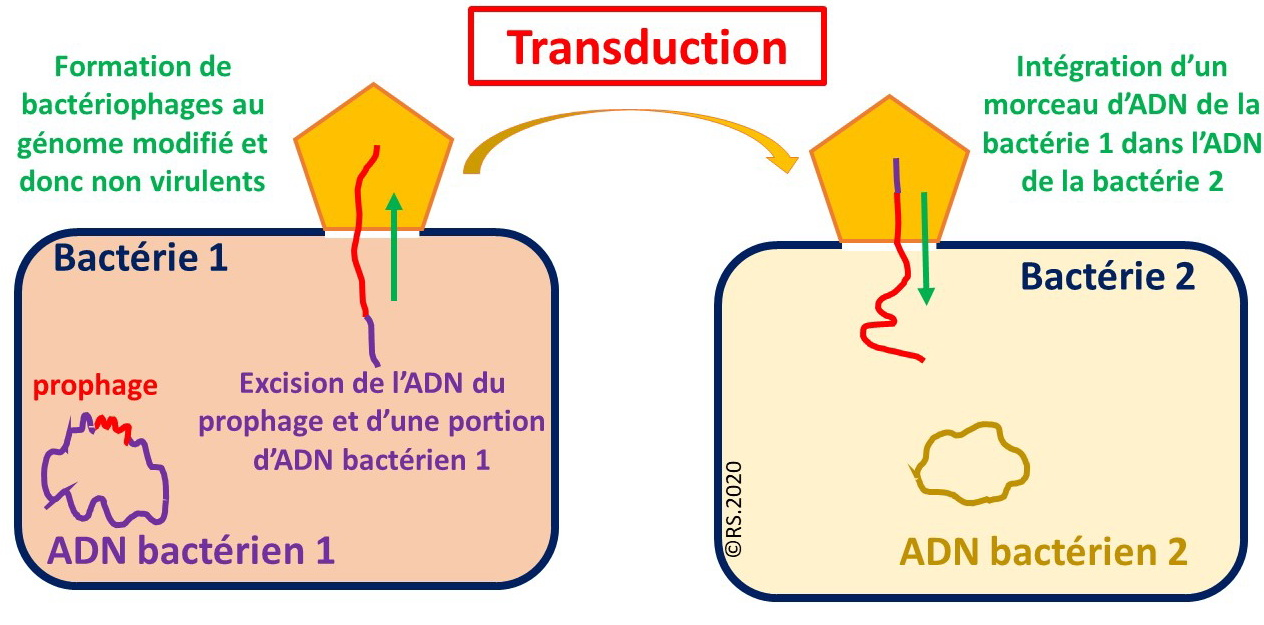 Transduction
Formation de
bactériophages au
génome modifié et
donc non virulents
Intégration d’un
morceau d’ADN de la
bactérie 1 dans l’ADN
de la bactérie 2
Bactérie 1
prophage
Excision de l’ADN du
prophage et d’une portion
d’ADN bactérien 1
ADN bactérien 1
Bactérie 2
©RS.2020
ADN bactérien 2